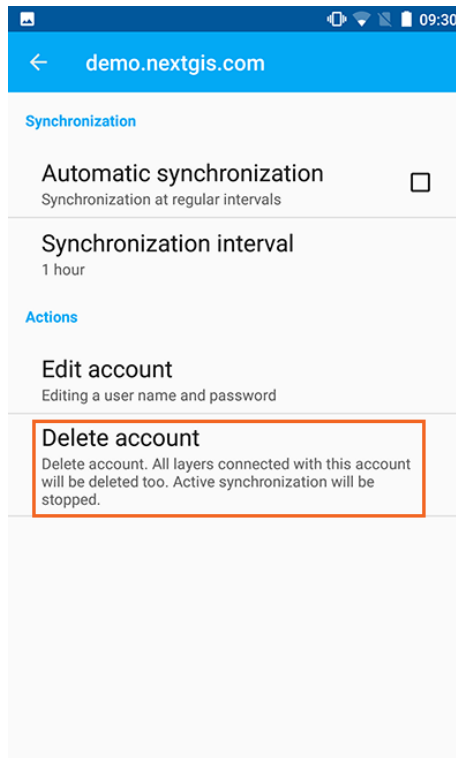 09:30
demo.nextgis.com
Synchronization
Automatic synchronization
Synchronization at regular intervals
Synchronization interval
1 hour
Actions
Edit account
Editing a user name and password
Delete account
Delete account. All layers connected with this account
will be deleted too. Active synchronization will be
stopped.